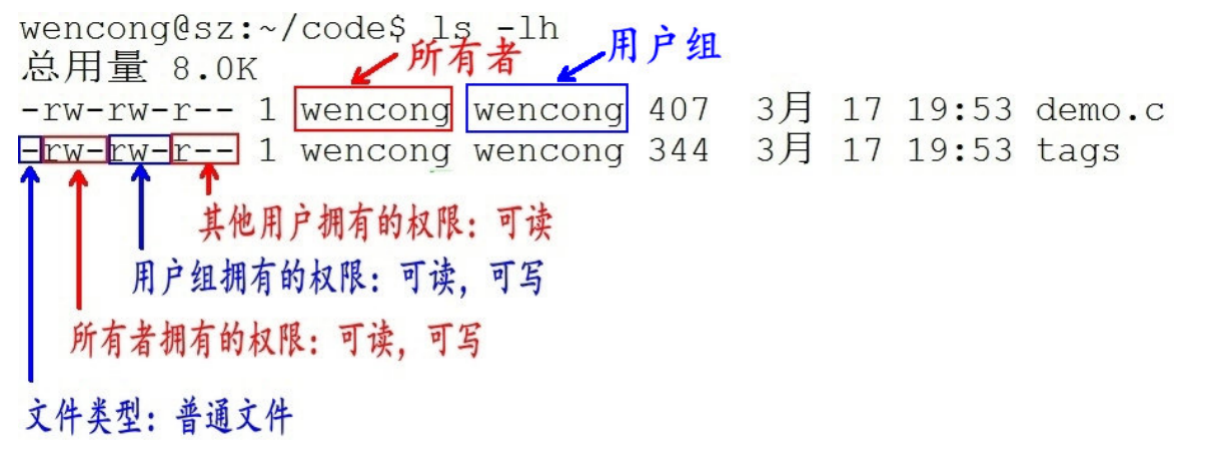 wencong@sz:~/code$ ls -lh
所有者
用户组
总用量 8.0K
-rw-rw-r-- 1 wencong wencong 407 3月 17 19:53 demo.c
-rw-rw-r-- 1 wencong wencong 344 3月 17 19:53 tags
其他用户拥有的权限：可读
用户组拥有的权限：可读，可写
所有者拥有的权限：可读，可写
文件类型：普通文件